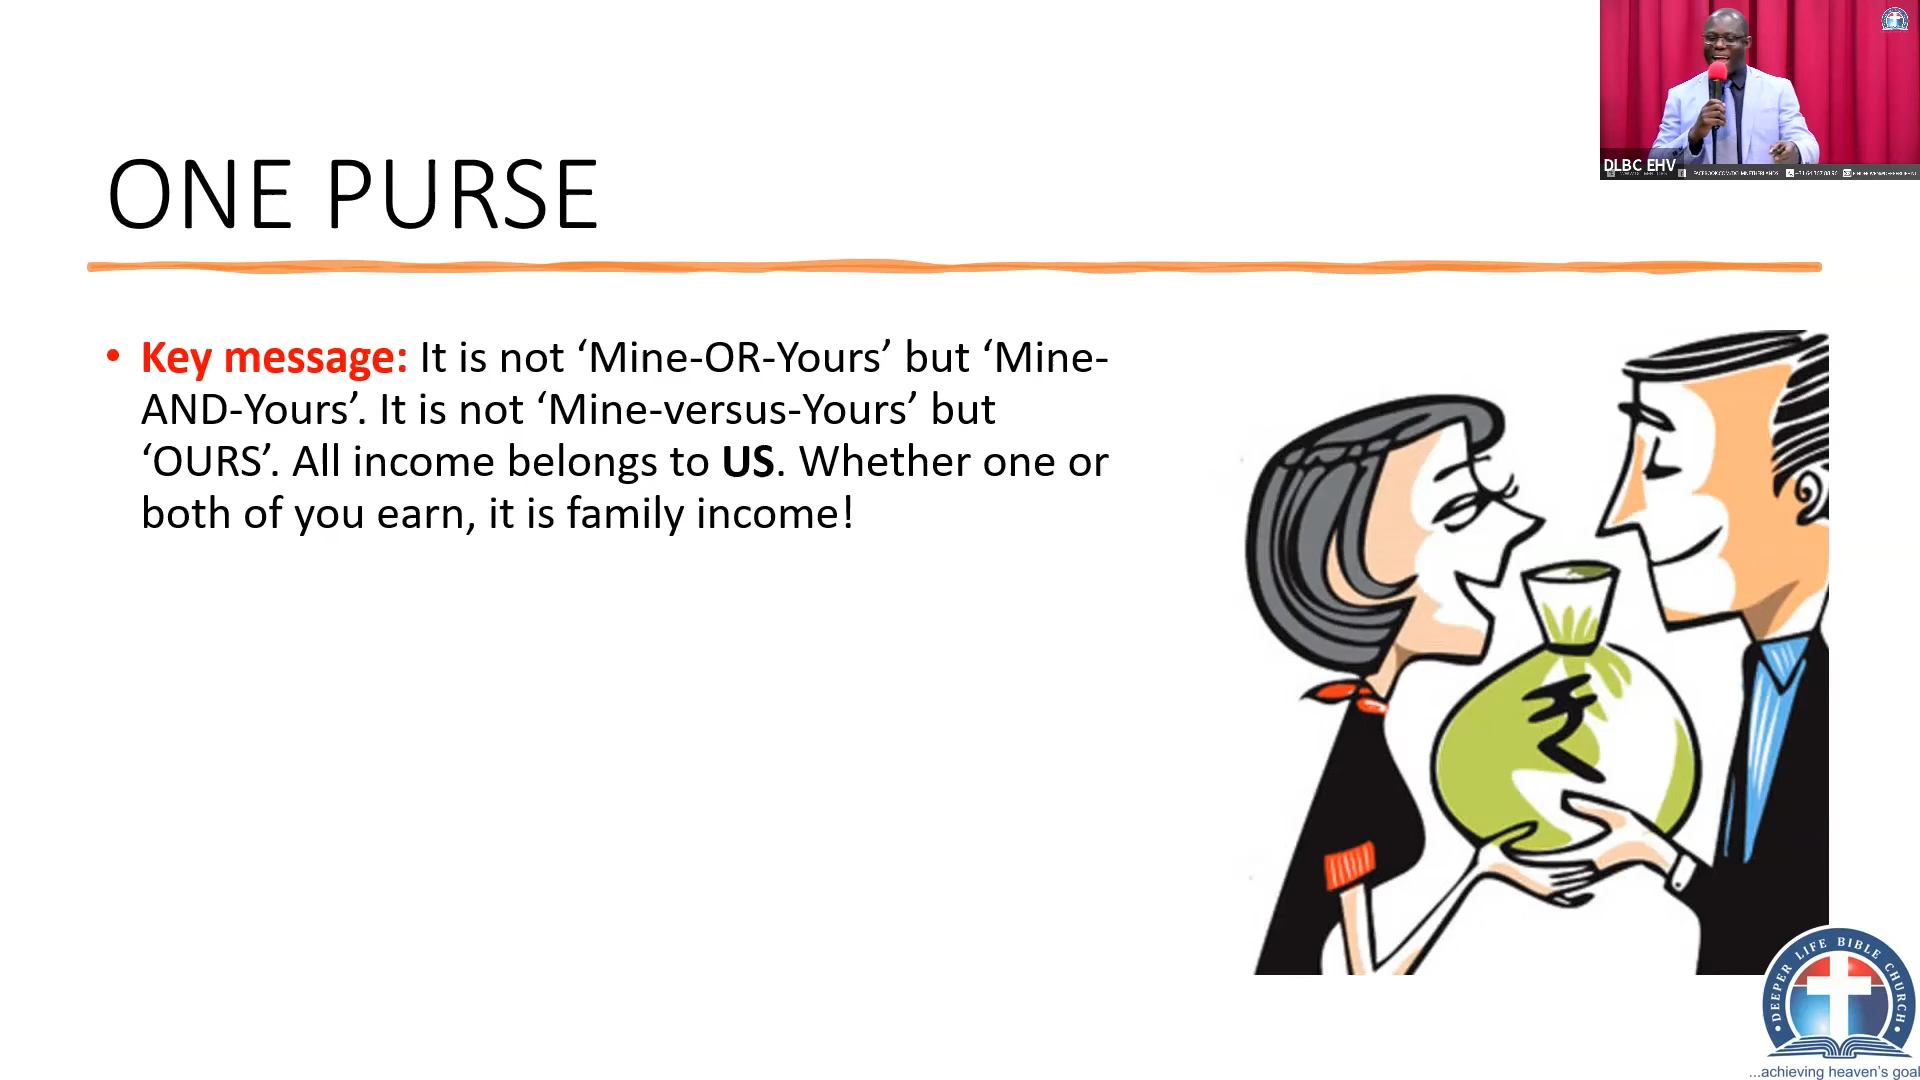 DLBC EHV
ONE PURSE
• Key message: It is not ‘Mine-OR-Yours’ but ‘Mine-
AND-Yours’. It is not ‘Mine-versus-Yours’ but
‘OURS’. All income belongs to US. Whether one or
both of you earn, it is family income!
₹
DEEPER LIFE BIBLE CHURCH
...achieving heaven's goal